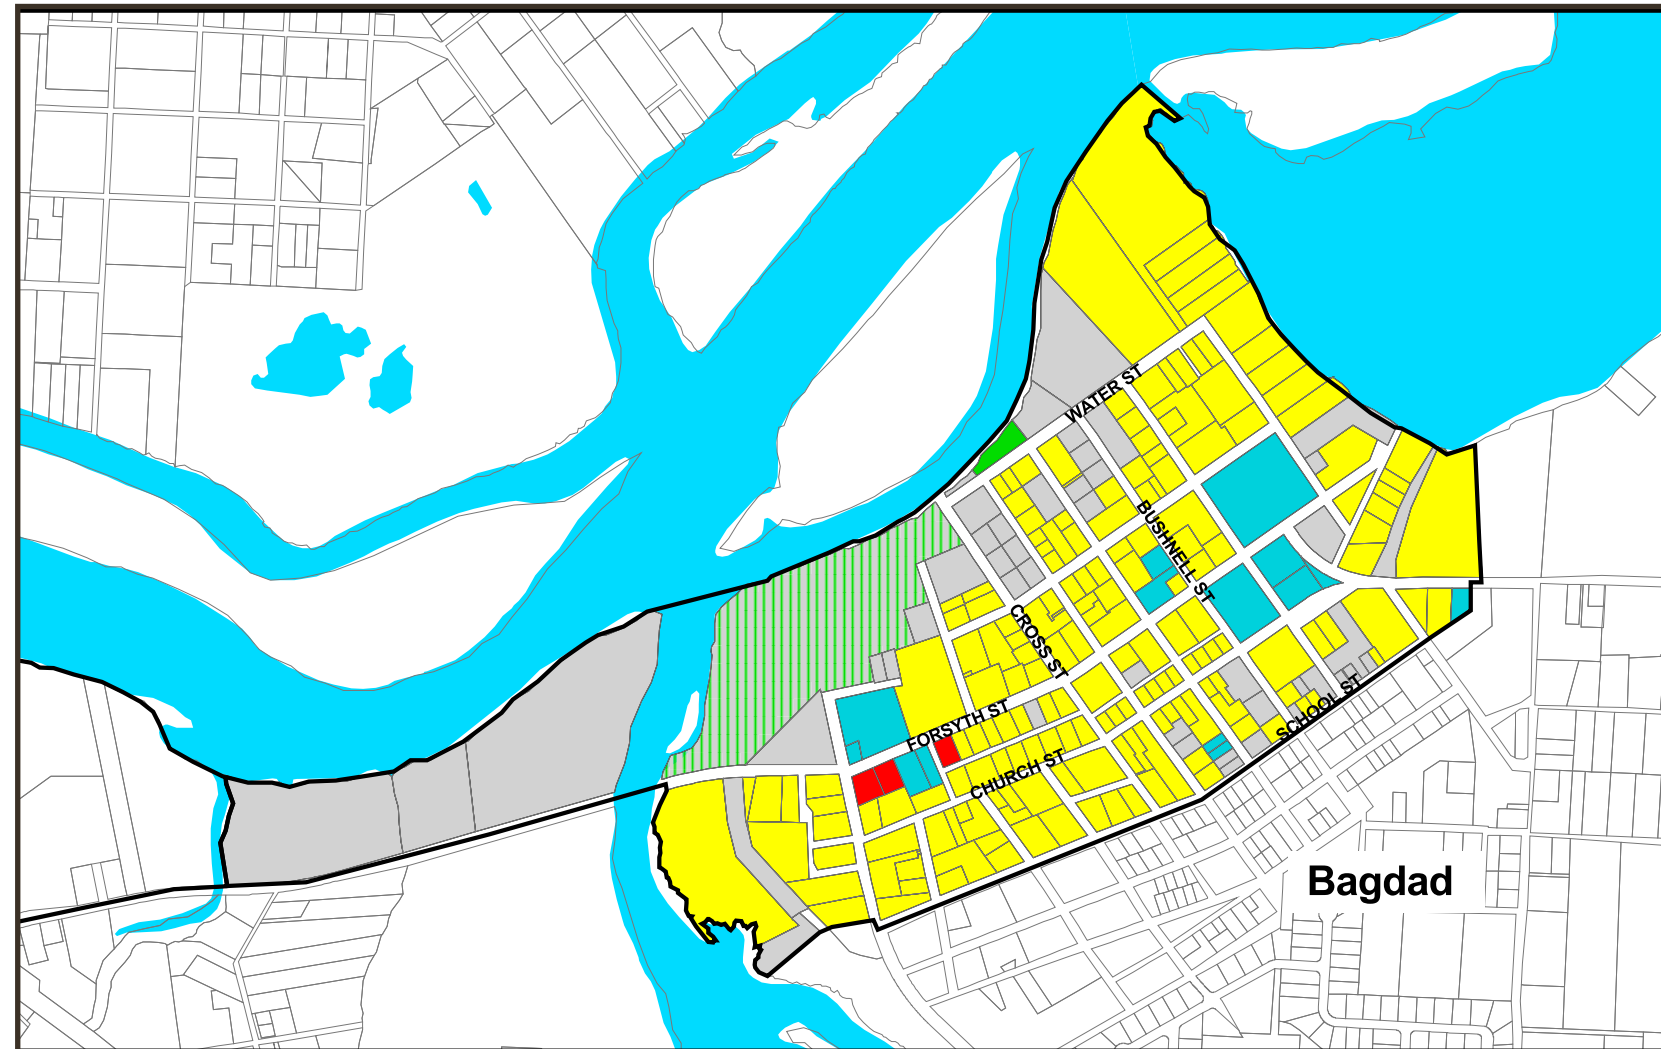 WATER ST
BUSHNELL ST
CROSS ST
FORSYTH ST
SCHOOL ST
CHURCH ST
Bagdad